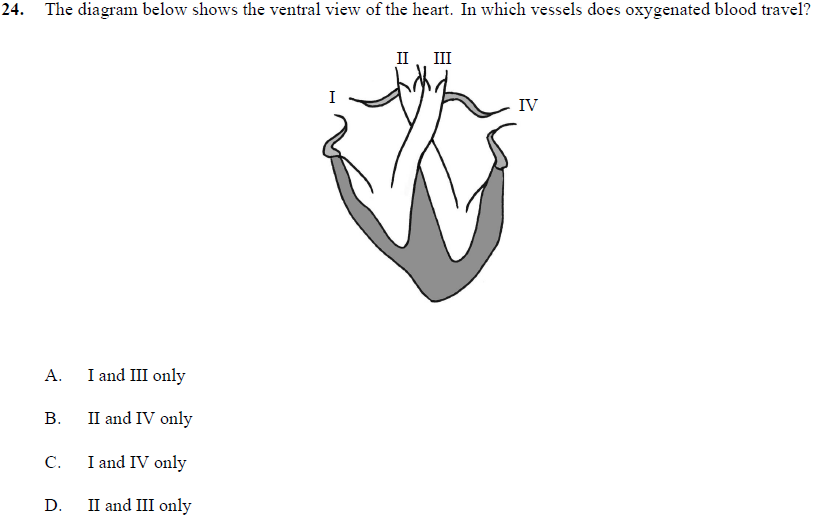 24. The diagram below shows the ventral view of the heart. In which vessels does oxygenated blood travel?
II III
I
IV
A. I and III only
B. II and IV only
C. I and IV only
D. II and III only